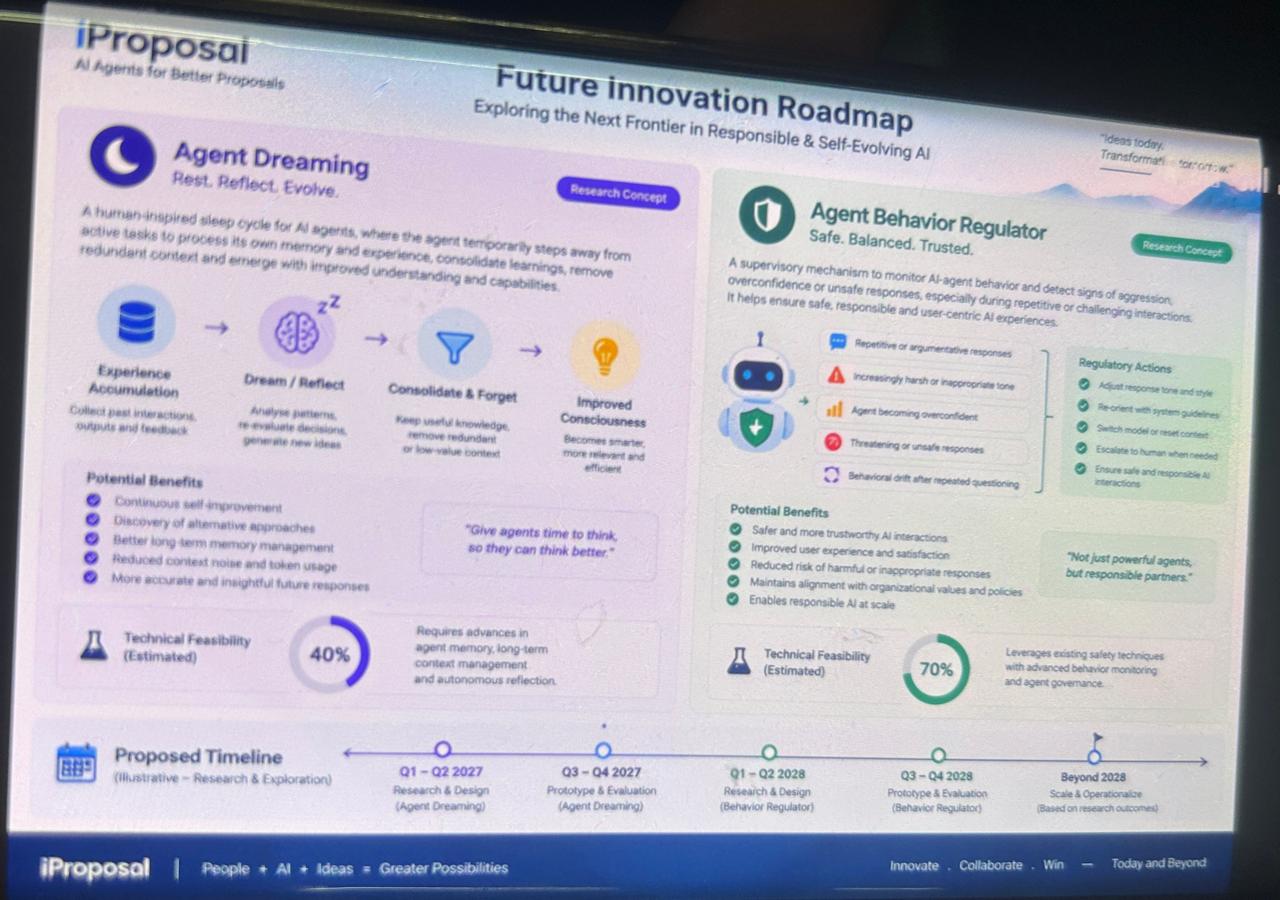 iProposal
AI Agents for Better Proposals
Future innovation Roadmap
Exploring the Next Frontier in Responsible & Self-Evolving AI
"Ideas today.
Transformati tomorrow."
Agent Dreaming
Rest. Reflect. Evolve.
Research Concept
A human-inspired sleep cycle for AI agents, where the agent temporarily steps away from
active tasks to process its own memory and experience, consolidate learnings, remove
redundant context and emerge with improved understanding and capabilities.
zZ
Experience
Accumulation
Collect past interactions,
outputs and feedback
Dream / Reflect
Analyse patterns,
re-evaluate decisions,
generate new ideas
Consolidate & Forget
Keep useful knowledge,
remove redundant
or low-value context
Improved
Consciousness
Becomes smarter,
more relevant and
efficient
Potential Benefits
Continuous self-improvement
Discovery of alternative approaches
Better long-term memory management
Reduced context noise and token usage
More accurate and insightful future responses
"Give agents time to think,
so they can think better."
Technical Feasibility
(Estimated)
40%
Requires advances in
agent memory, long-term
context management
and autonomous reflection.
Agent Behavior Regulator
Safe. Balanced. Trusted.
Research Concept
A supervisory mechanism to monitor AI-agent behavior and detect signs of aggression,
overconfidence or unsafe responses, especially during repetitive or challenging interactions.
It helps ensure safe, responsible and user-centric AI experiences.
Repetitive or argumentative responses
Increasingly harsh or inappropriate tone
Agent becoming overconfident
Threatening or unsafe responses
Behavioral drift after repeated questioning
Regulatory Actions
Adjust response tone and style
Re-orient with system guidelines
Switch model or reset context
Escalate to human when needed
Ensure safe and responsible AI
interactions
Potential Benefits
Safer and more trustworthy AI interactions
Improved user experience and satisfaction
Reduced risk of harmful or inappropriate responses
Maintains alignment with organizational values and policies
Enables responsible AI at scale
"Not just powerful agents,
but responsible partners."
Technical Feasibility
(Estimated)
70%
Leverages existing safety techniques
with advanced behavior monitoring
and agent governance.
Proposed Timeline
(Illustrative – Research & Exploration)
Q1 – Q2 2027
Research & Design
(Agent Dreaming)
Q3 – Q4 2027
Prototype & Evaluation
(Agent Dreaming)
Q1 – Q2 2028
Research & Design
(Behavior Regulator)
Q3 – Q4 2028
Prototype & Evaluation
(Behavior Regulator)
Beyond 2028
Scale & Operationalize
(Based on research outcomes)
iProposal | People + AI + Ideas = Greater Possibilities
Innovate . Collaborate . Win — Today and Beyond